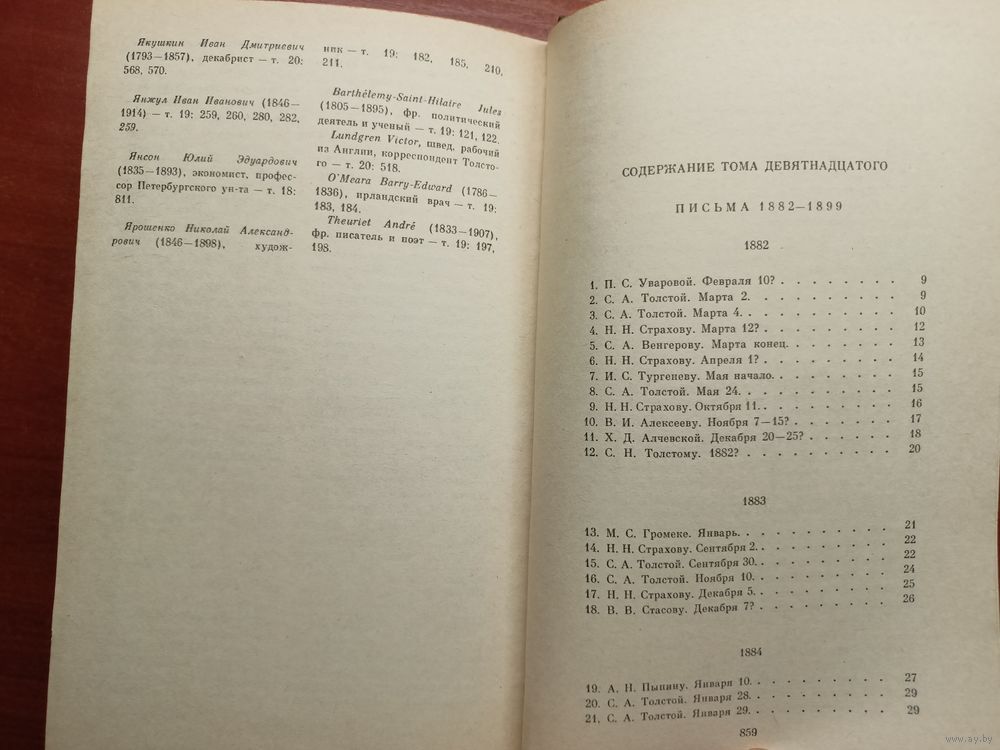 Якушкин Иван Дмитриевич
(1793—1857), декабрист — т. 20:
568, 570.
Янжул Иван Иванович (1846—
1914) — т. 19: 259, 260, 280, 282,
259.
Янсон Юлий Эдуардович
(1835—1893), экономист, профес-
сор Петербургского ун-та — т. 18:
811.
Ярошенко Николай Александ-
рович (1846—1898), худож-
ник — т. 19: 182, 185, 210,
211.
Barthélemy-Saint-Hilaire Jules
(1805—1895), фр. политический
деятель и ученый — т. 19: 121, 122.
Lundgren Victor, швед. рабочий
из Англии, корреспондент Толсто-
го — т. 20: 518.
O'Meara Barry-Edward (1786—
1836), ирландский врач — т. 19:
183, 184.
Theuriet André (1833—1907),
фр. писатель и поэт — т. 19: 197,
198.
СОДЕРЖАНИЕ ТОМА ДЕВЯТНАДЦАТОГО
ПИСЬМА 1882—1899
1882
1. П. С. Уваровой. Февраля 10? . . . . . . . . 9
2. С. А. Толстой. Марта 2. . . . . . . . . . 9
3. С. А. Толстой. Марта 4. . . . . . . . . . 10
4. Н. Н. Страхову. Марта 12? . . . . . . . . . 12
5. С. А. Венгерову. Марта конец. . . . . . . . 13
6. Н. Н. Страхову. Апреля 1? . . . . . . . . . 14
7. И. С. Тургеневу. Мая начало. . . . . . . . . 15
8. С. А. Толстой. Мая 24. . . . . . . . . . . 15
9. Н. Н. Страхову. Октября 11. . . . . . . . . 16
10. В. И. Алексееву. Ноября 7—15? . . . . . . . 17
11. Х. Д. Алчевской. Декабря 20—25? . . . . . . . 18
12. С. Н. Толстому. 1882? . . . . . . . . . . 20
1883
13. М. С. Громеке. Январь. . . . . . . . . . . 21
14. Н. Н. Страхову. Сентября 2. . . . . . . . . 22
15. С. А. Толстой. Сентября 30. . . . . . . . . 22
16. С. А. Толстой. Ноября 10. . . . . . . . . . 24
17. Н. Н. Страхову. Декабря 5. . . . . . . . . 25
18. В. В. Стасову. Декабря 7? . . . . . . . . . 26
1884
19. А. Н. Пыпину. Января 10. . . . . . . . . . 27
20. С. А. Толстой. Января 28. . . . . . . . . . 29
21. С. А. Толстой. Января 29. . . . . . . . . . 29
859
www.ay.by